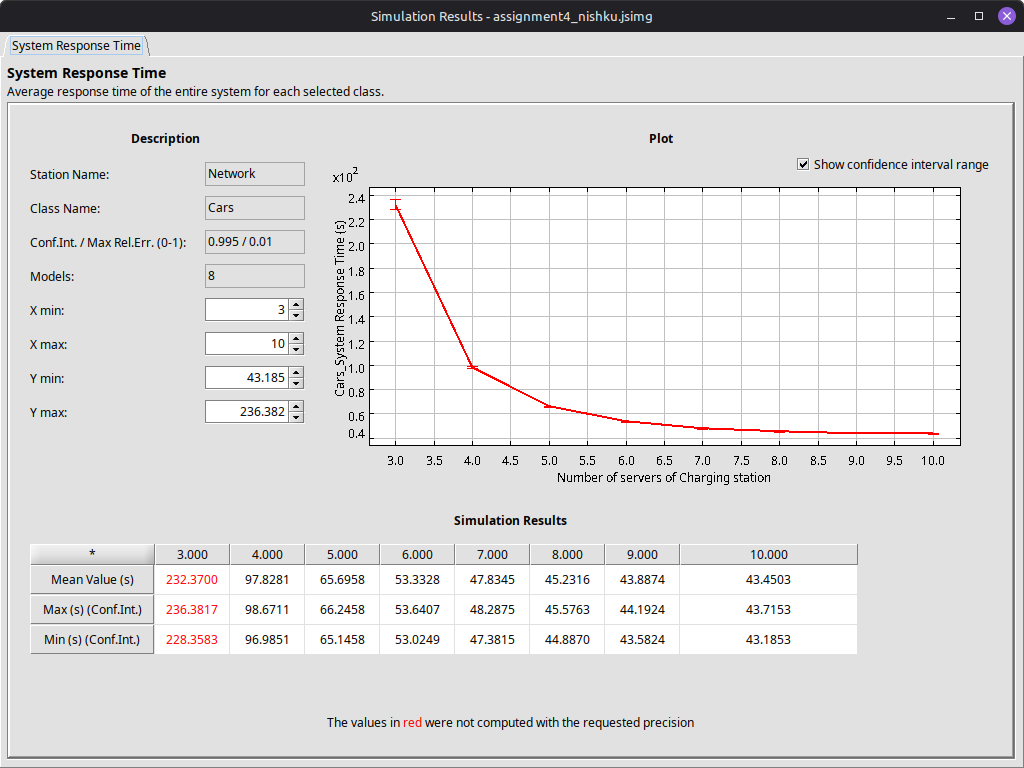 Simulation Results - assignment4_nishku.jsimg
System Response Time
System Response Time
Average response time of the entire system for each selected class.
Description
Plot
Show confidence interval range
Station Name: Network
Class Name: Cars
Conf.Int. / Max Rel.Err. (0-1): 0.995 / 0.01
Models: 8
X min: 3
X max: 10
Y min: 43.185
Y max: 236.382
x10²
2.4
2.2
2.0
1.8
1.6
1.4
1.2
1.0
0.8
0.6
0.4
Cars_System Response Time (s)
3.0 3.5 4.0 4.5 5.0 5.5 6.0 6.5 7.0 7.5 8.0 8.5 9.0 9.5 10.0
Number of servers of Charging station
Simulation Results
* 3.000 4.000 5.000 6.000 7.000 8.000 9.000 10.000
Mean Value (s) 232.3700 97.8281 65.6958 53.3328 47.8345 45.2316 43.8874 43.4503
Max (s) (Conf.Int.) 236.3817 98.6711 66.2458 53.6407 48.2875 45.5763 44.1924 43.7153
Min (s) (Conf.Int.) 228.3583 96.9851 65.1458 53.0249 47.3815 44.8870 43.5824 43.1853
The values in red were not computed with the requested precision